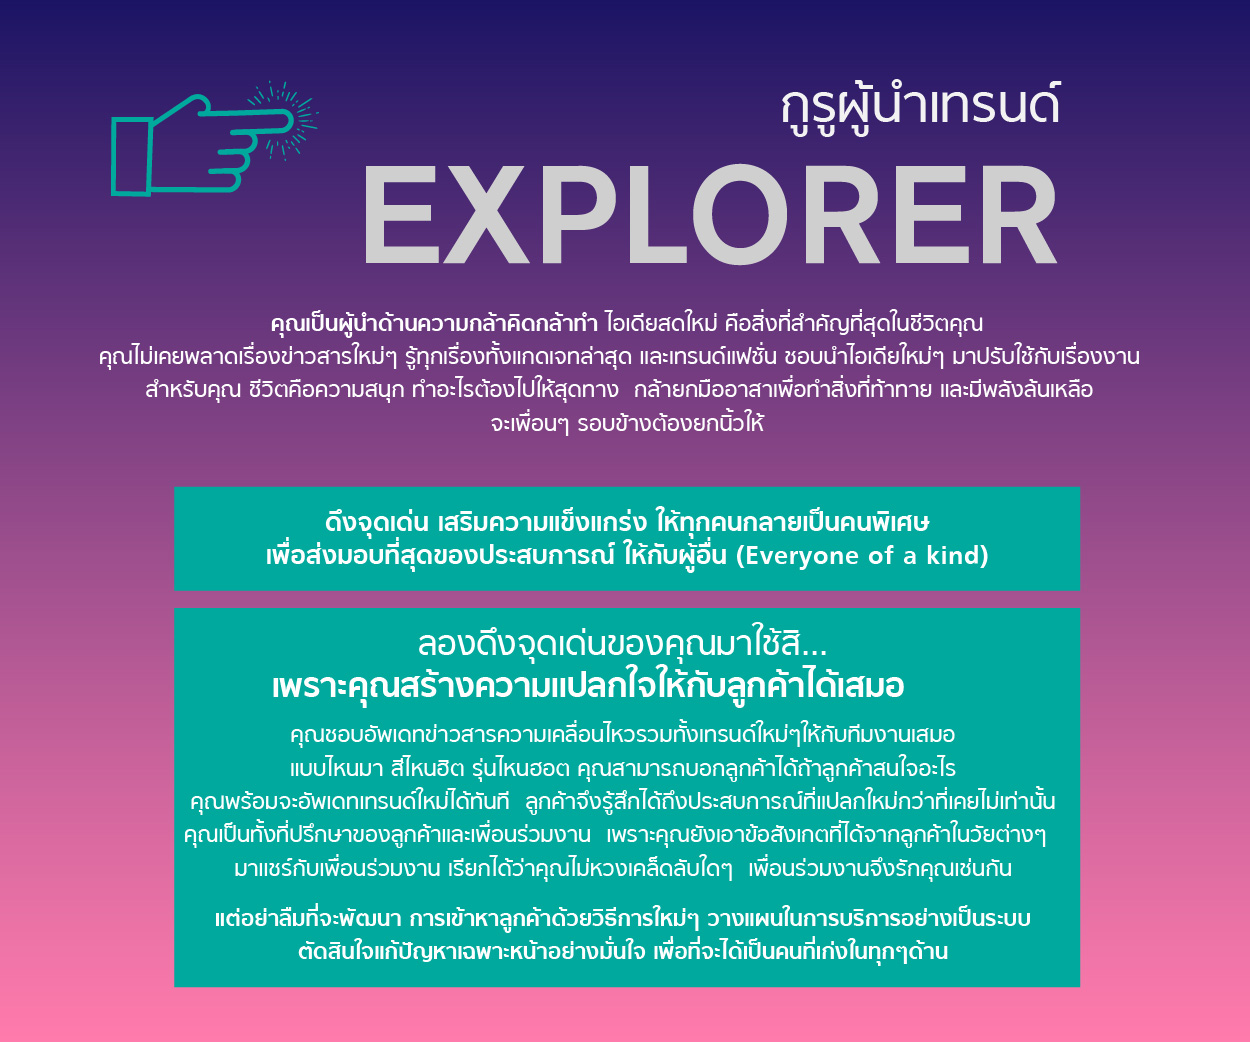 กูรูผู้นำเทรนด์
EXPLORER
คุณเป็นผู้นำด้านความกล้าคิดกล้าทำ ไอเดียสดใหม่ คือสิ่งที่สำคัญที่สุดในชีวิตคุณ
คุณไม่เคยพลาดเรื่องข่าวสารใหม่ๆ รู้ทุกเรื่องทั้งแกดเจทล่าสุด และเทรนด์แฟชั่น ชอบนำไอเดียใหม่ๆ มาปรับใช้กับเรื่องงาน
สำหรับคุณ ชีวิตคือความสนุก ทำอะไรต้องไปให้สุดทาง กล้ายกมืออาสาเพื่อทำสิ่งที่ท้าทาย และมีพลังล้นเหลือ
จะเพื่อนๆ รอบข้างต้องยกนิ้วให้
ดึงจุดเด่น เสริมความแข็งแกร่ง ให้ทุกคนกลายเป็นคนพิเศษ
เพื่อส่งมอบที่สุดของประสบการณ์ ให้กับผู้อื่น (Everyone of a kind)
ลองดึงจุดเด่นของคุณมาใช้สิ...
เพราะคุณสร้างความแปลกใจให้กับลูกค้าได้เสมอ
คุณชอบอัพเดทข่าวสารความเคลื่อนไหวรวมทั้งเทรนด์ใหม่ๆให้กับทีมงานเสมอ
แบบไหนมา สีไหนฮิต รุ่นไหนฮอต คุณสามารถบอกลูกค้าได้ถ้าลูกค้าสนใจอะไร
คุณพร้อมจะอัพเดทเทรนด์ใหม่ได้ทันที ลูกค้าจึงรู้สึกได้ถึงประสบการณ์ที่แปลกใหม่กว่าที่เคยไม่เท่านั้น
คุณเป็นทั้งที่ปรึกษาของลูกค้าและเพื่อนร่วมงาน เพราะคุณยังเอาข้อสังเกตที่ได้จากลูกค้าในวัยต่างๆ
มาแชร์กับเพื่อนร่วมงาน เรียกได้ว่าคุณไม่หวงเคล็ดลับใดๆ เพื่อนร่วมงานจึงรักคุณเช่นกัน
แต่อย่าลืมที่จะพัฒนา การเข้าหาลูกค้าด้วยวิธีการใหม่ๆ วางแผนในการบริการอย่างเป็นระบบ
ตัดสินใจแก้ปัญหาเฉพาะหน้าอย่างมั่นใจ เพื่อที่จะได้เป็นคนที่เก่งในทุกๆด้าน